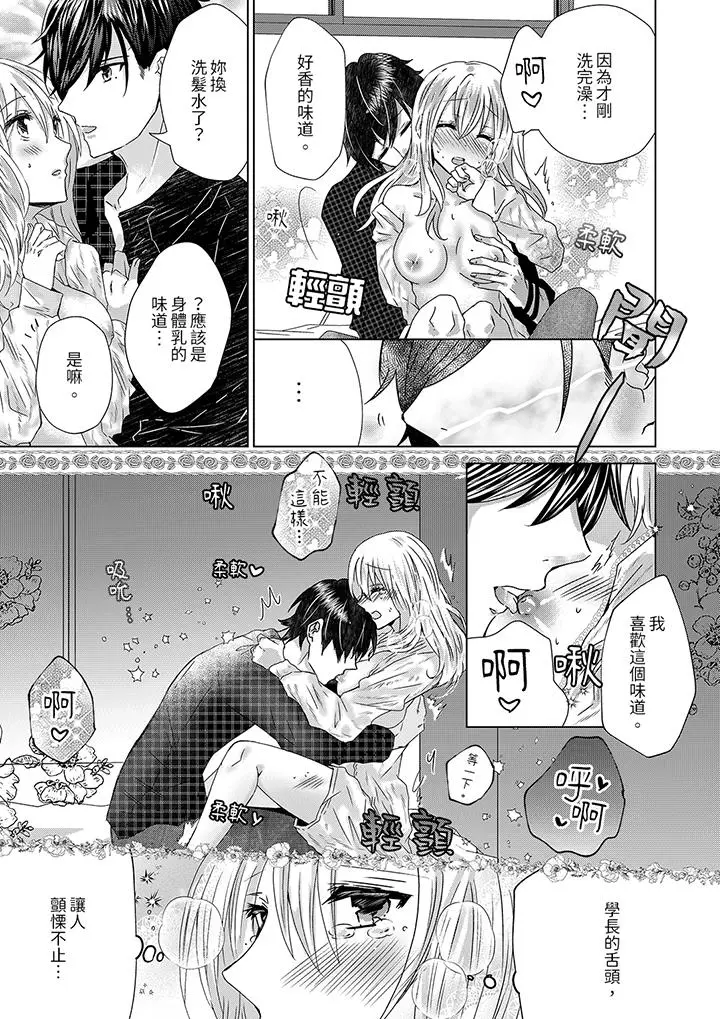 因為才剛
洗完澡…
啊♡
好香的味道。
啾
柔軟
輕顫
聞
…
妳換
洗髮水了？
？應該是
身體乳的
味道…
是嘛。
我
喜歡這個味道。
啾
啊♡
呼啊♡
不能
這樣…
啾
輕顫
柔軟♡
吸吮…
啊♡
等一下。
柔軟♡
輕顫
學長的舌頭，
讓人
顫慄不止…